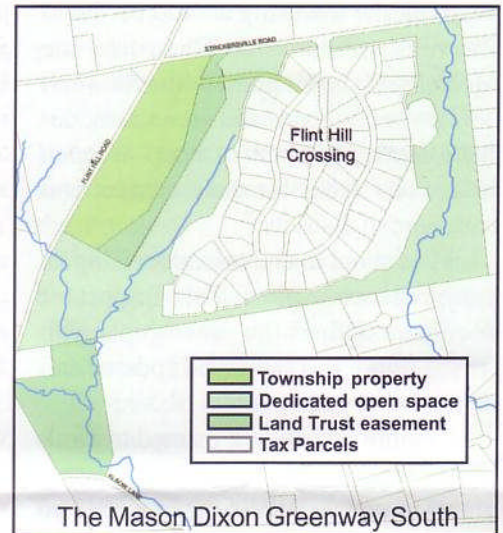 STRICKERSVILLE ROAD
FLINT HILL ROAD
Flint Hill
Crossing
Township property
Dedicated open space
Land Trust easement
Tax Parcels
The Mason Dixon Greenway South